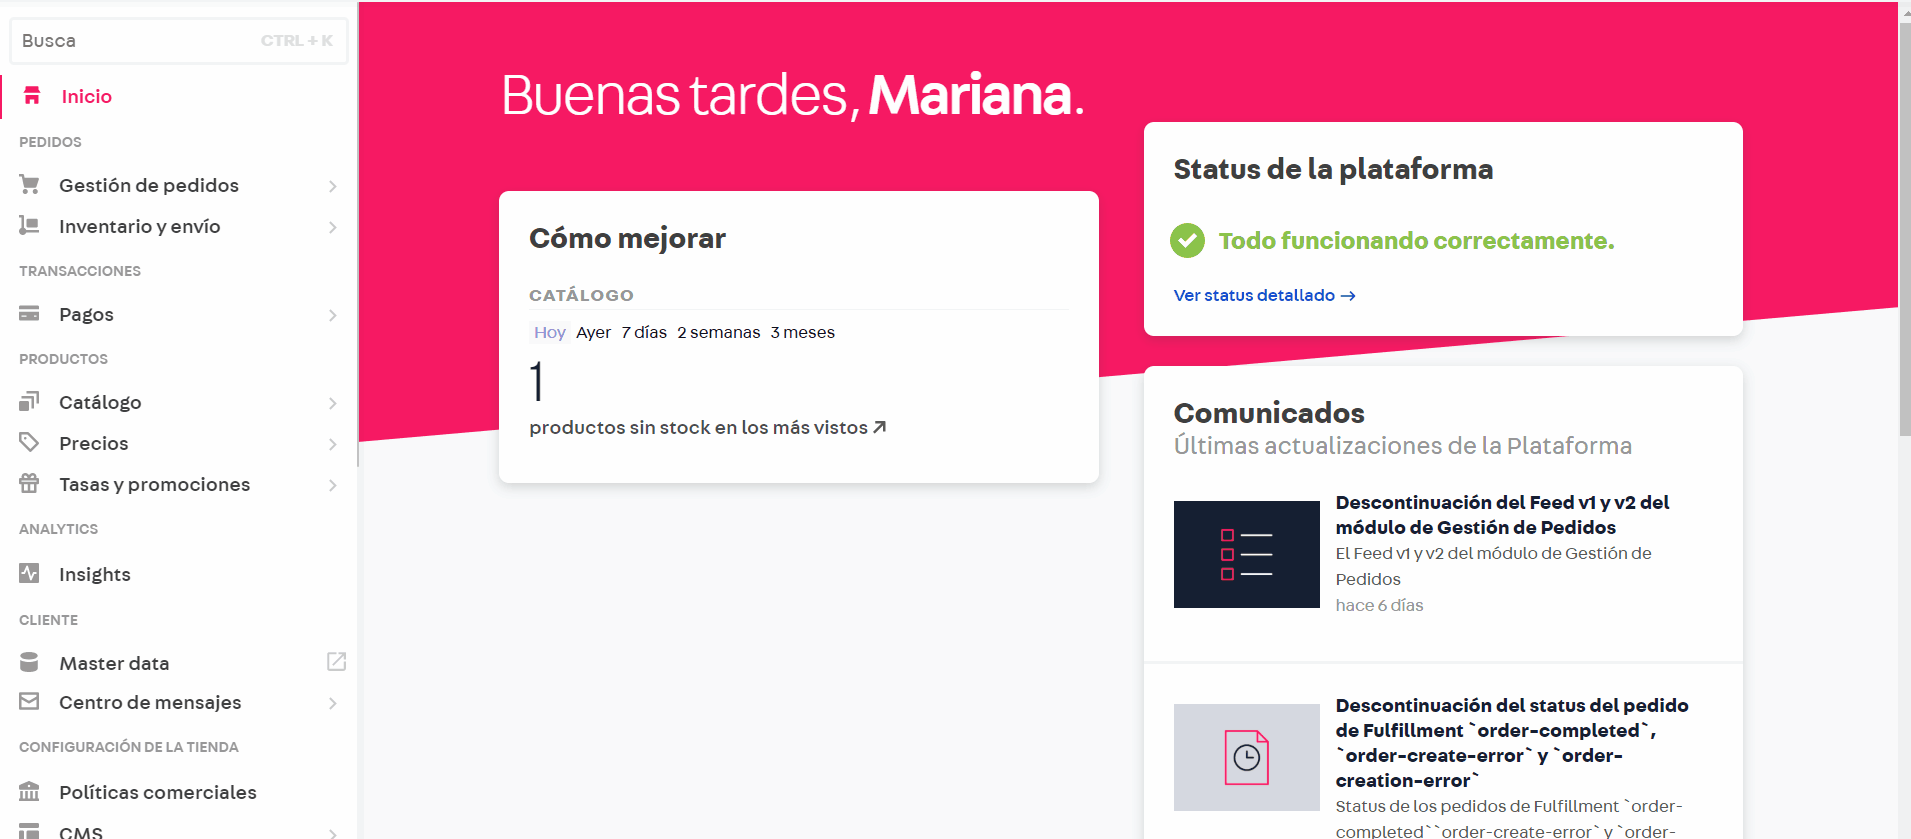 Busca
CTRL + K
Inicio
PEDIDOS
Gestión de pedidos
Inventario y envío
TRANSACCIONES
Pagos
PRODUCTOS
Catálogo
Precios
Tasas y promociones
ANALYTICS
Insights
CLIENTE
Master data
Centro de mensajes
CONFIGURACIÓN DE LA TIENDA
Políticas comerciales
CMS
Buenas tardes, Mariana.
Cómo mejorar
CATÁLOGO
Hoy Ayer 7 días 2 semanas 3 meses
1
productos sin stock en los más vistos
Status de la plataforma
Todo funcionando correctamente.
Ver status detallado →
Comunicados
Últimas actualizaciones de la Plataforma
Descontinuación del Feed v1 y v2 del
módulo de Gestión de Pedidos
El Feed v1 y v2 del módulo de Gestión de
Pedidos
hace 6 días
Descontinuación del status del pedido
de Fulfillment `order-completed`,
`order-create-error` y `order-
creation-error`
Status de los pedidos de Fulfillment `order-
completed``order-create-error` y `order-